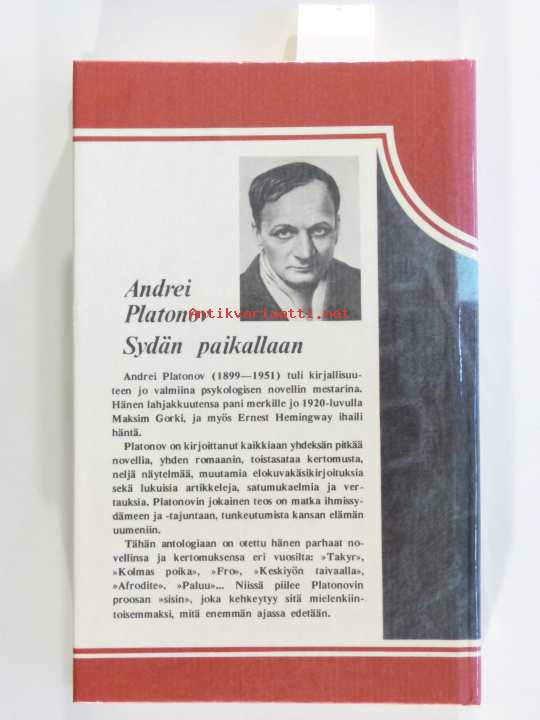 Andrei
Platonov
Antikvariaatti.net
Sydän paikallaan
Andrei Platonov (1899—1951) tuli kirjallisuu-
teen jo valmiina psykologisen novellin mestarina.
Hänen lahjakkuutensa pani merkille jo 1920-luvulla
Maksim Gorki, ja myös Ernest Hemingway ihaili
häntä.
Platonov on kirjoittanut kaikkiaan yhdeksän pitkää
novellia, yhden romaanin, toistasataa kertomusta,
neljä näytelmää, muutamia elokuvakäsikirjoituksia
sekä lukuisia artikkeleja, satumukaelmia ja ver-
tauksia. Platonovin jokainen teos on matka ihmissy-
dämeen ja -tajuntaan, tunkeutumista kansan elämän
uumeniin.
Tähän antologiaan on otettu hänen parhaat no-
vellinsa ja kertomuksensa eri vuosilta: »Takyr»,
»Kolmas poika», »Fro», »Keskiyön taivaalla»,
»Afrodite», »Paluu»... Niissä piilee Platonovin
proosan »sisin», joka kehkeytyy sitä mielenkiin-
toisemmaksi, mitä enemmän ajassa edetään.